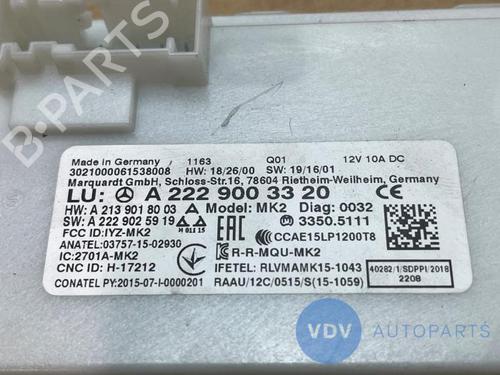 Made in Germany 1163 Q01 12V 10A DC
3021000061538008 HW: 18/26/00 SW: 19/16/01
Marquardt GmbH, Schloss-Str.16, 78604 Rietheim-Weilheim, Germany
LU: A 222 900 33 20 CE
HW: A 213 901 80 03 Model: MK2 Diag: 0032
SW: A 222 902 59 19 H 01 15 EAC 3350.5111
FCC ID:IYZ-MK2 CCAE15LP1200T8
ANATEL:03757-15-02930 R-R-MQU-MK2
IC:2701A-MK2
CNC ID: H-17212 IFETEL: RLVMAMK15-1043 40282/1/SDPPI/2018
CONATEL PY:2015-07-I-0000201 RAAU/12C/0515/S(15-1059) 2208
VDV AUTOPARTS